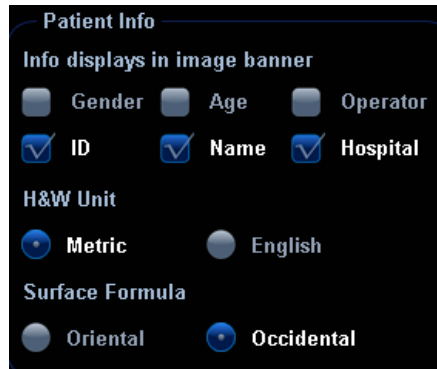 Patient Info
Info displays in image banner
Gender Age Operator
ID Name Hospital
H&W Unit
Metric English
Surface Formula
Oriental Occidental